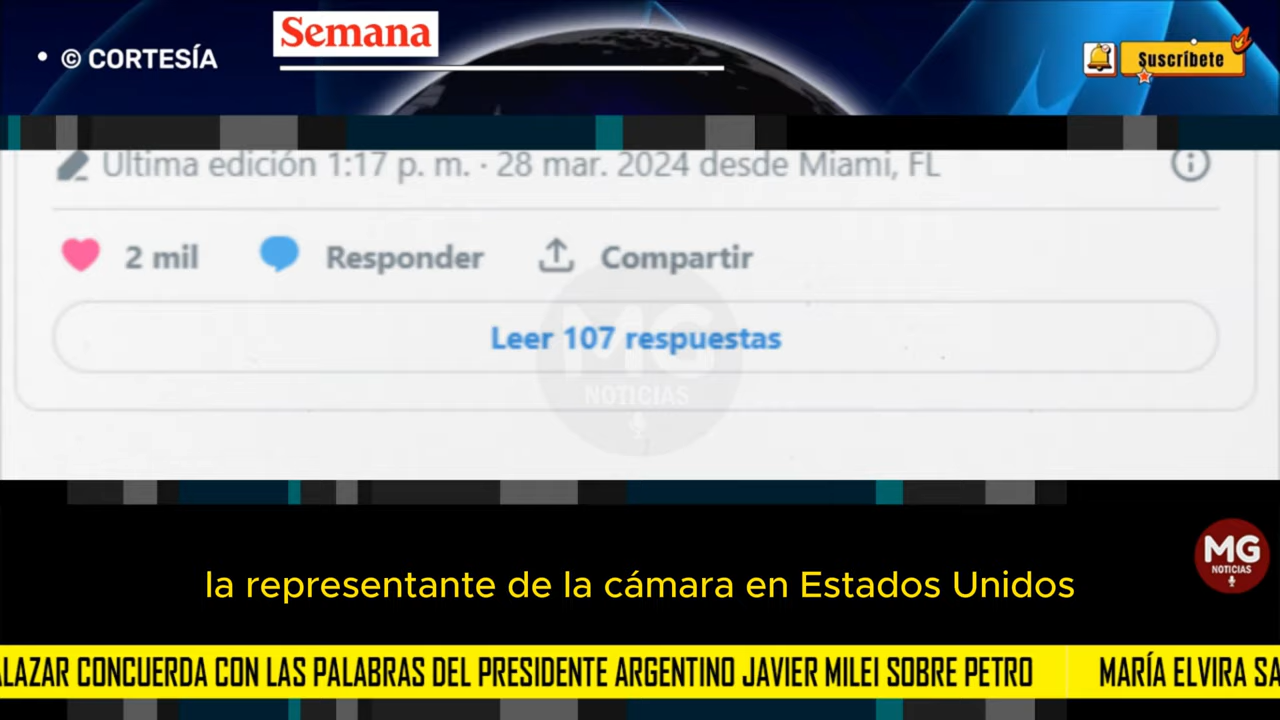 • © CORTESÍA
Semana
Suscríbete
Ultima edición 1:17 p. m. · 28 mar. 2024 desde Miami, FL
2 mil Responder Compartir
Leer 107 respuestas
MG
NOTICIAS
MG
NOTICIAS
la representante de la cámara en Estados Unidos
ALAZAR CONCUERDA CON LAS PALABRAS DEL PRESIDENTE ARGENTINO JAVIER MILEI SOBRE PETRO MARÍA ELVIRA SA